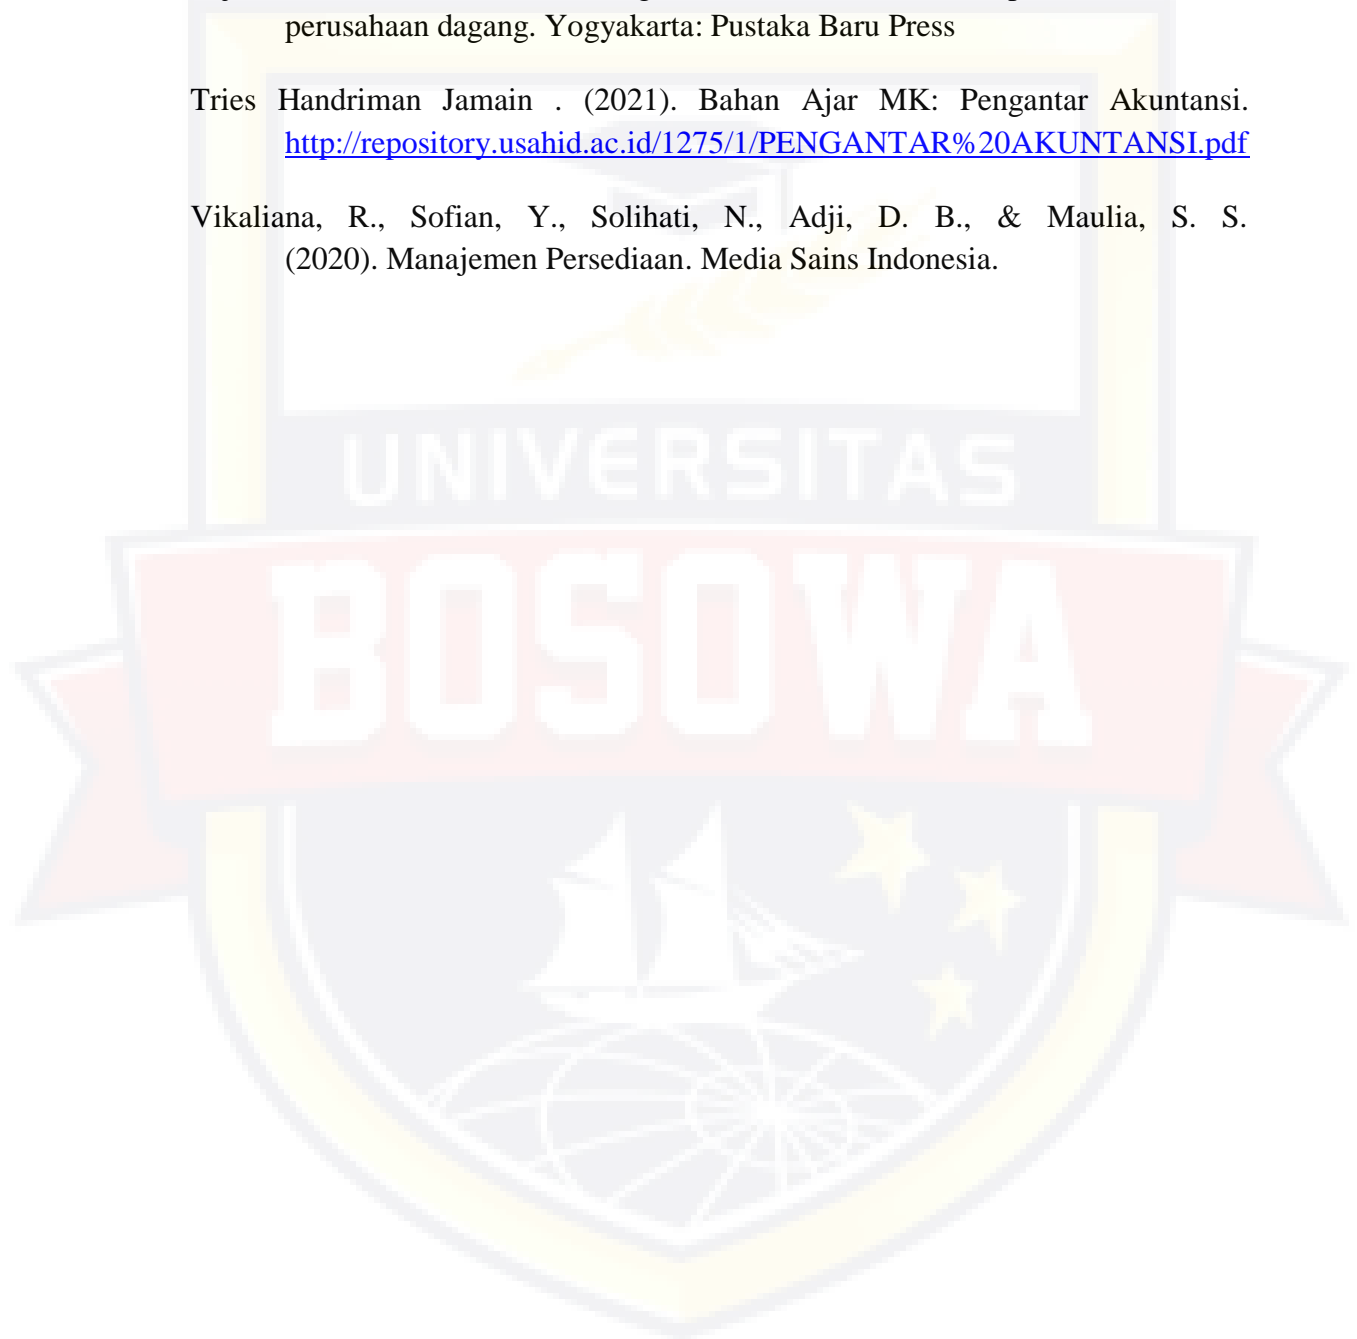 perusahaan dagang. Yogyakarta: Pustaka Baru Press
Tries Handriman Jamain . (2021). Bahan Ajar MK: Pengantar Akuntansi.
http://repository.usahid.ac.id/1275/1/PENGANTAR%20AKUNTANSI.pdf
Vikaliana, R., Sofian, Y., Solihati, N., Adji, D. B., & Maulia, S. S.
(2020). Manajemen Persediaan. Media Sains Indonesia.
UNIVERSITAS
BOSOWA